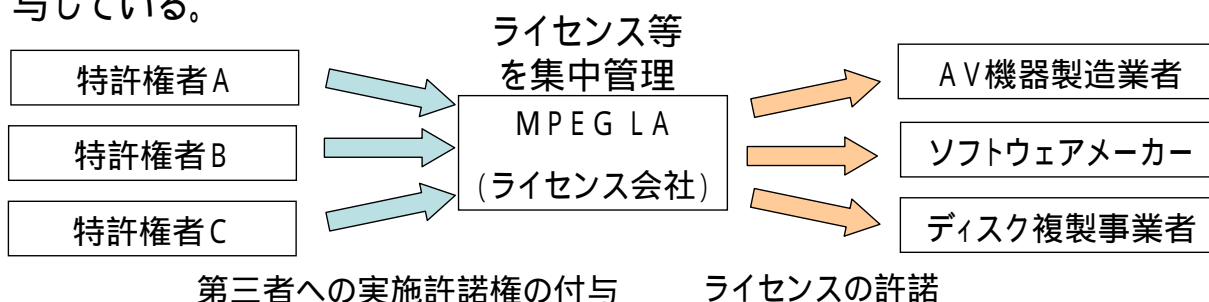 与している。
ライセンス等
を集中管理
特許権者A
特許権者B
特許権者C
MPEG LA
(ライセンス会社)
AV機器製造業者
ソフトウェアメーカー
ディスク複製事業者
第三者への実施許諾権の付与
ライセンスの許諾